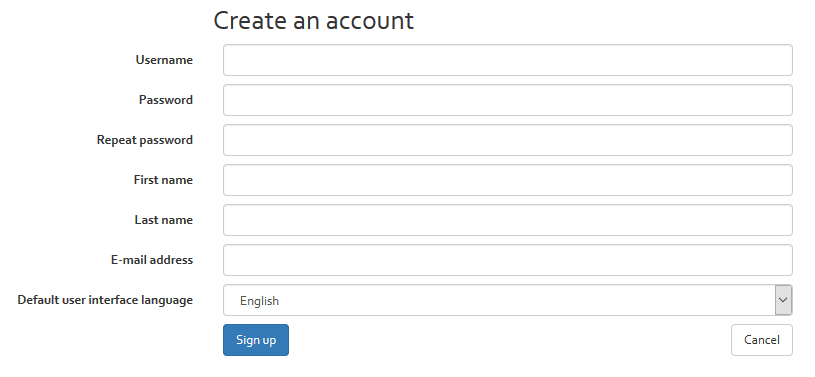 Create an account
Username
Password
Repeat password
First name
Last name
E-mail address
Default user interface language English
Sign up Cancel